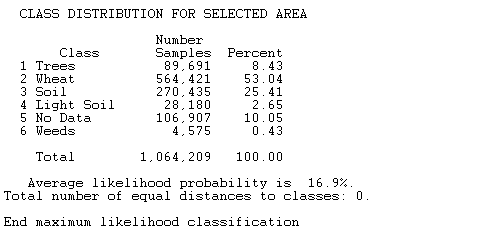 CLASS DISTRIBUTION FOR SELECTED AREA
Number
Class Samples Percent
1 Trees 89,691 8.43
2 Wheat 564,421 53.04
3 Soil 270,435 25.41
4 Light Soil 28,180 2.65
5 No Data 106,907 10.05
6 Weeds 4,575 0.43
Total 1,064,209 100.00
Average likelihood probability is 16.9%.
Total number of equal distances to classes: 0.
End maximum likelihood classification